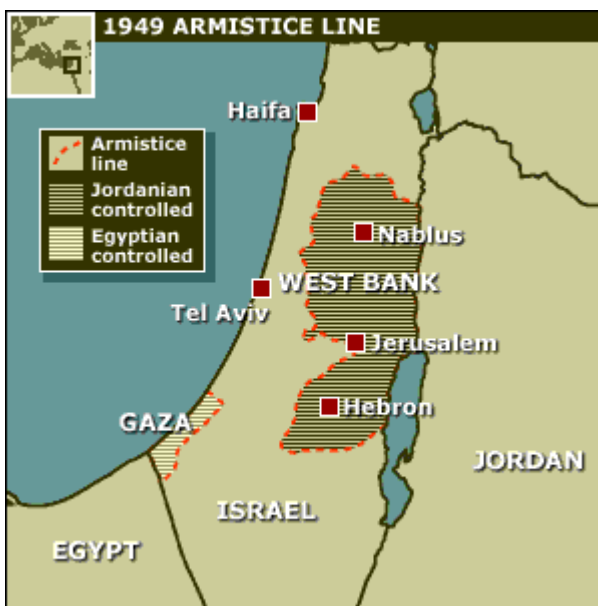 1949 ARMISTICE LINE
Haifa
Armistice
line
Jordanian
controlled
Egyptian
controlled
Nablus
WEST BANK
Tel Aviv
Jerusalem
Hebron
GAZA
JORDAN
ISRAEL
EGYPT